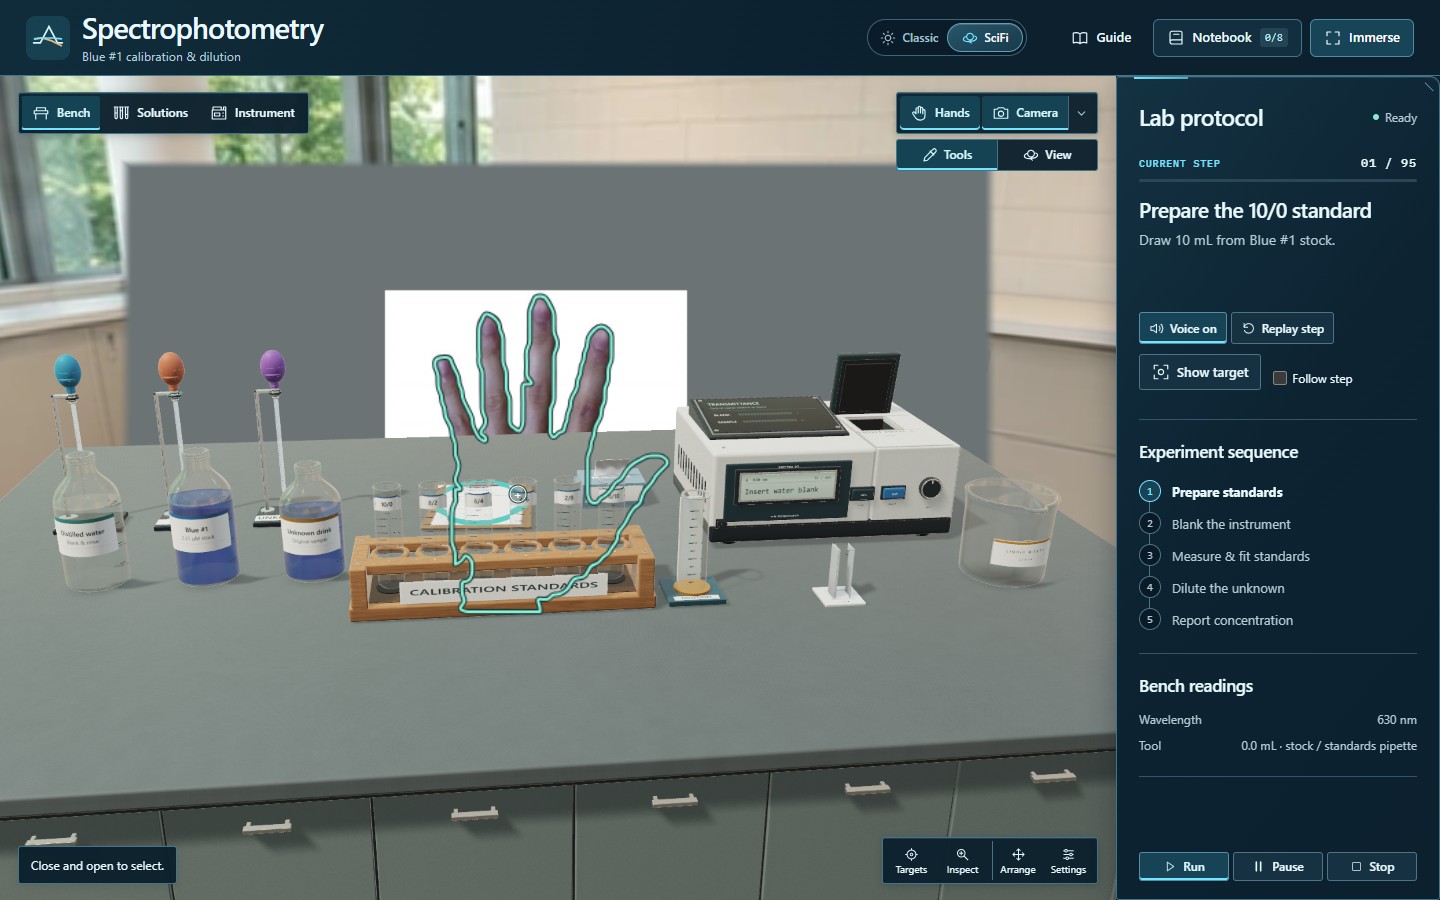 Spectrophotometry
Blue #1 calibration & dilution
Classic
SciFi
Guide
Notebook 0/8
Immerse
Bench
Solutions
Instrument
Hands
Camera
Tools
View
Distilled water
Blue #1
Unknown drink
Original sample
10/0
8/2
6/4
2/8
CALIBRATION STANDARDS
TRANSMITTANCE
Insert water blank
LIQUID WASTE
Close and open to select.
Targets
Inspect
Arrange
Settings
Lab protocol
Ready
CURRENT STEP
01 / 95
Prepare the 10/0 standard
Draw 10 mL from Blue #1 stock.
Voice on
Replay step
Show target
Follow step
Experiment sequence
1 Prepare standards
2 Blank the instrument
3 Measure & fit standards
4 Dilute the unknown
5 Report concentration
Bench readings
Wavelength 630 nm
Tool 0.0 mL · stock / standards pipette
Run
Pause
Stop